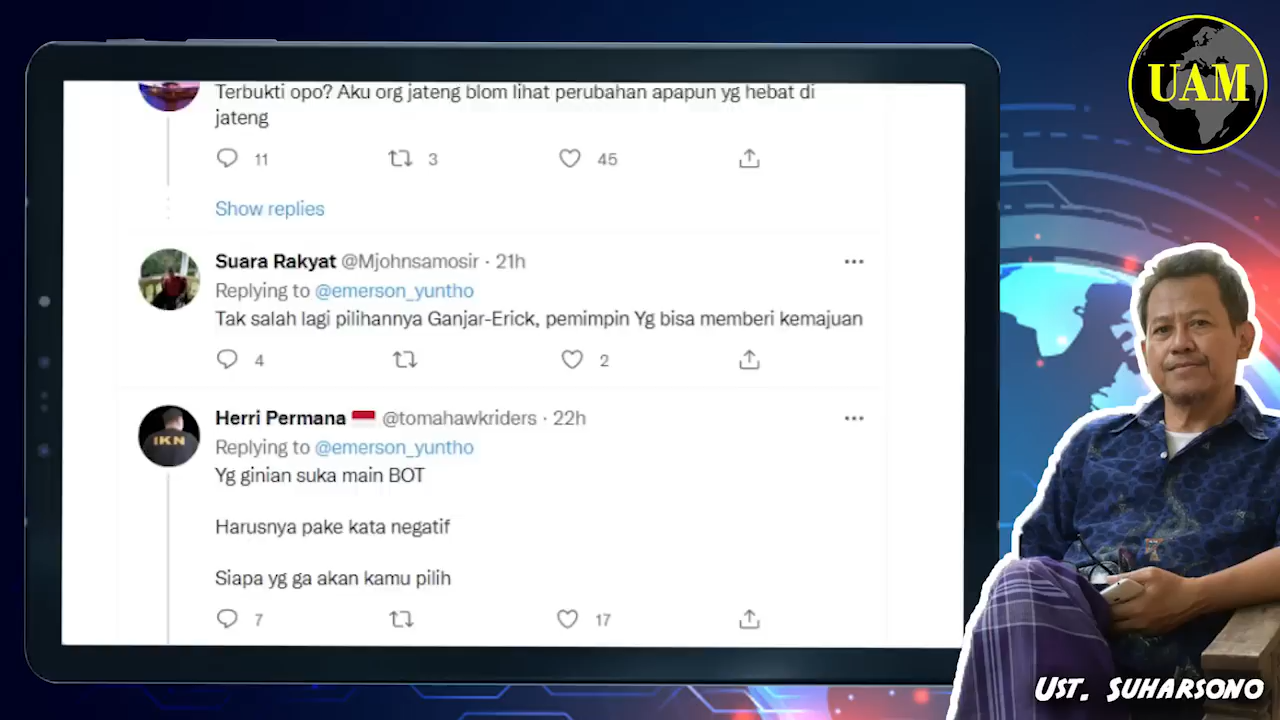 Terbukti opo? Aku org jateng blom lihat perubahan apapun yg hebat di
jateng
11 3 45
Show replies
Suara Rakyat @Mjohnsamosir · 21h
Replying to @emerson_yuntho
Tak salah lagi pilihannya Ganjar-Erick, pemimpin Yg bisa memberi kemajuan
4 2
Herri Permana @tomahawkriders · 22h
IKN
Replying to @emerson_yuntho
Yg ginian suka main BOT
Harusnya pake kata negatif
Siapa yg ga akan kamu pilih
7 17
UAM
UST. SUHARSONO